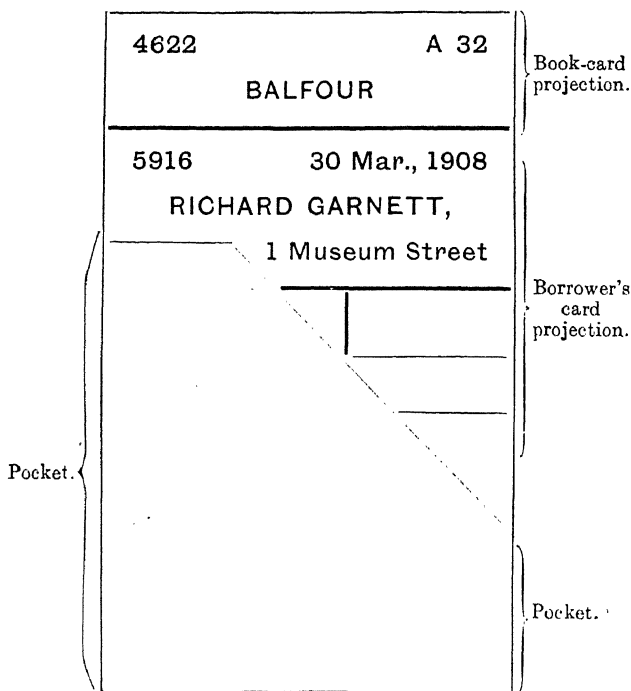 4622 A 32
BALFOUR
Book-card
projection.
5916 30 Mar., 1908
RICHARD GARNETT,
1 Museum Street
Borrower's
card
projection.
Pocket.
Pocket.